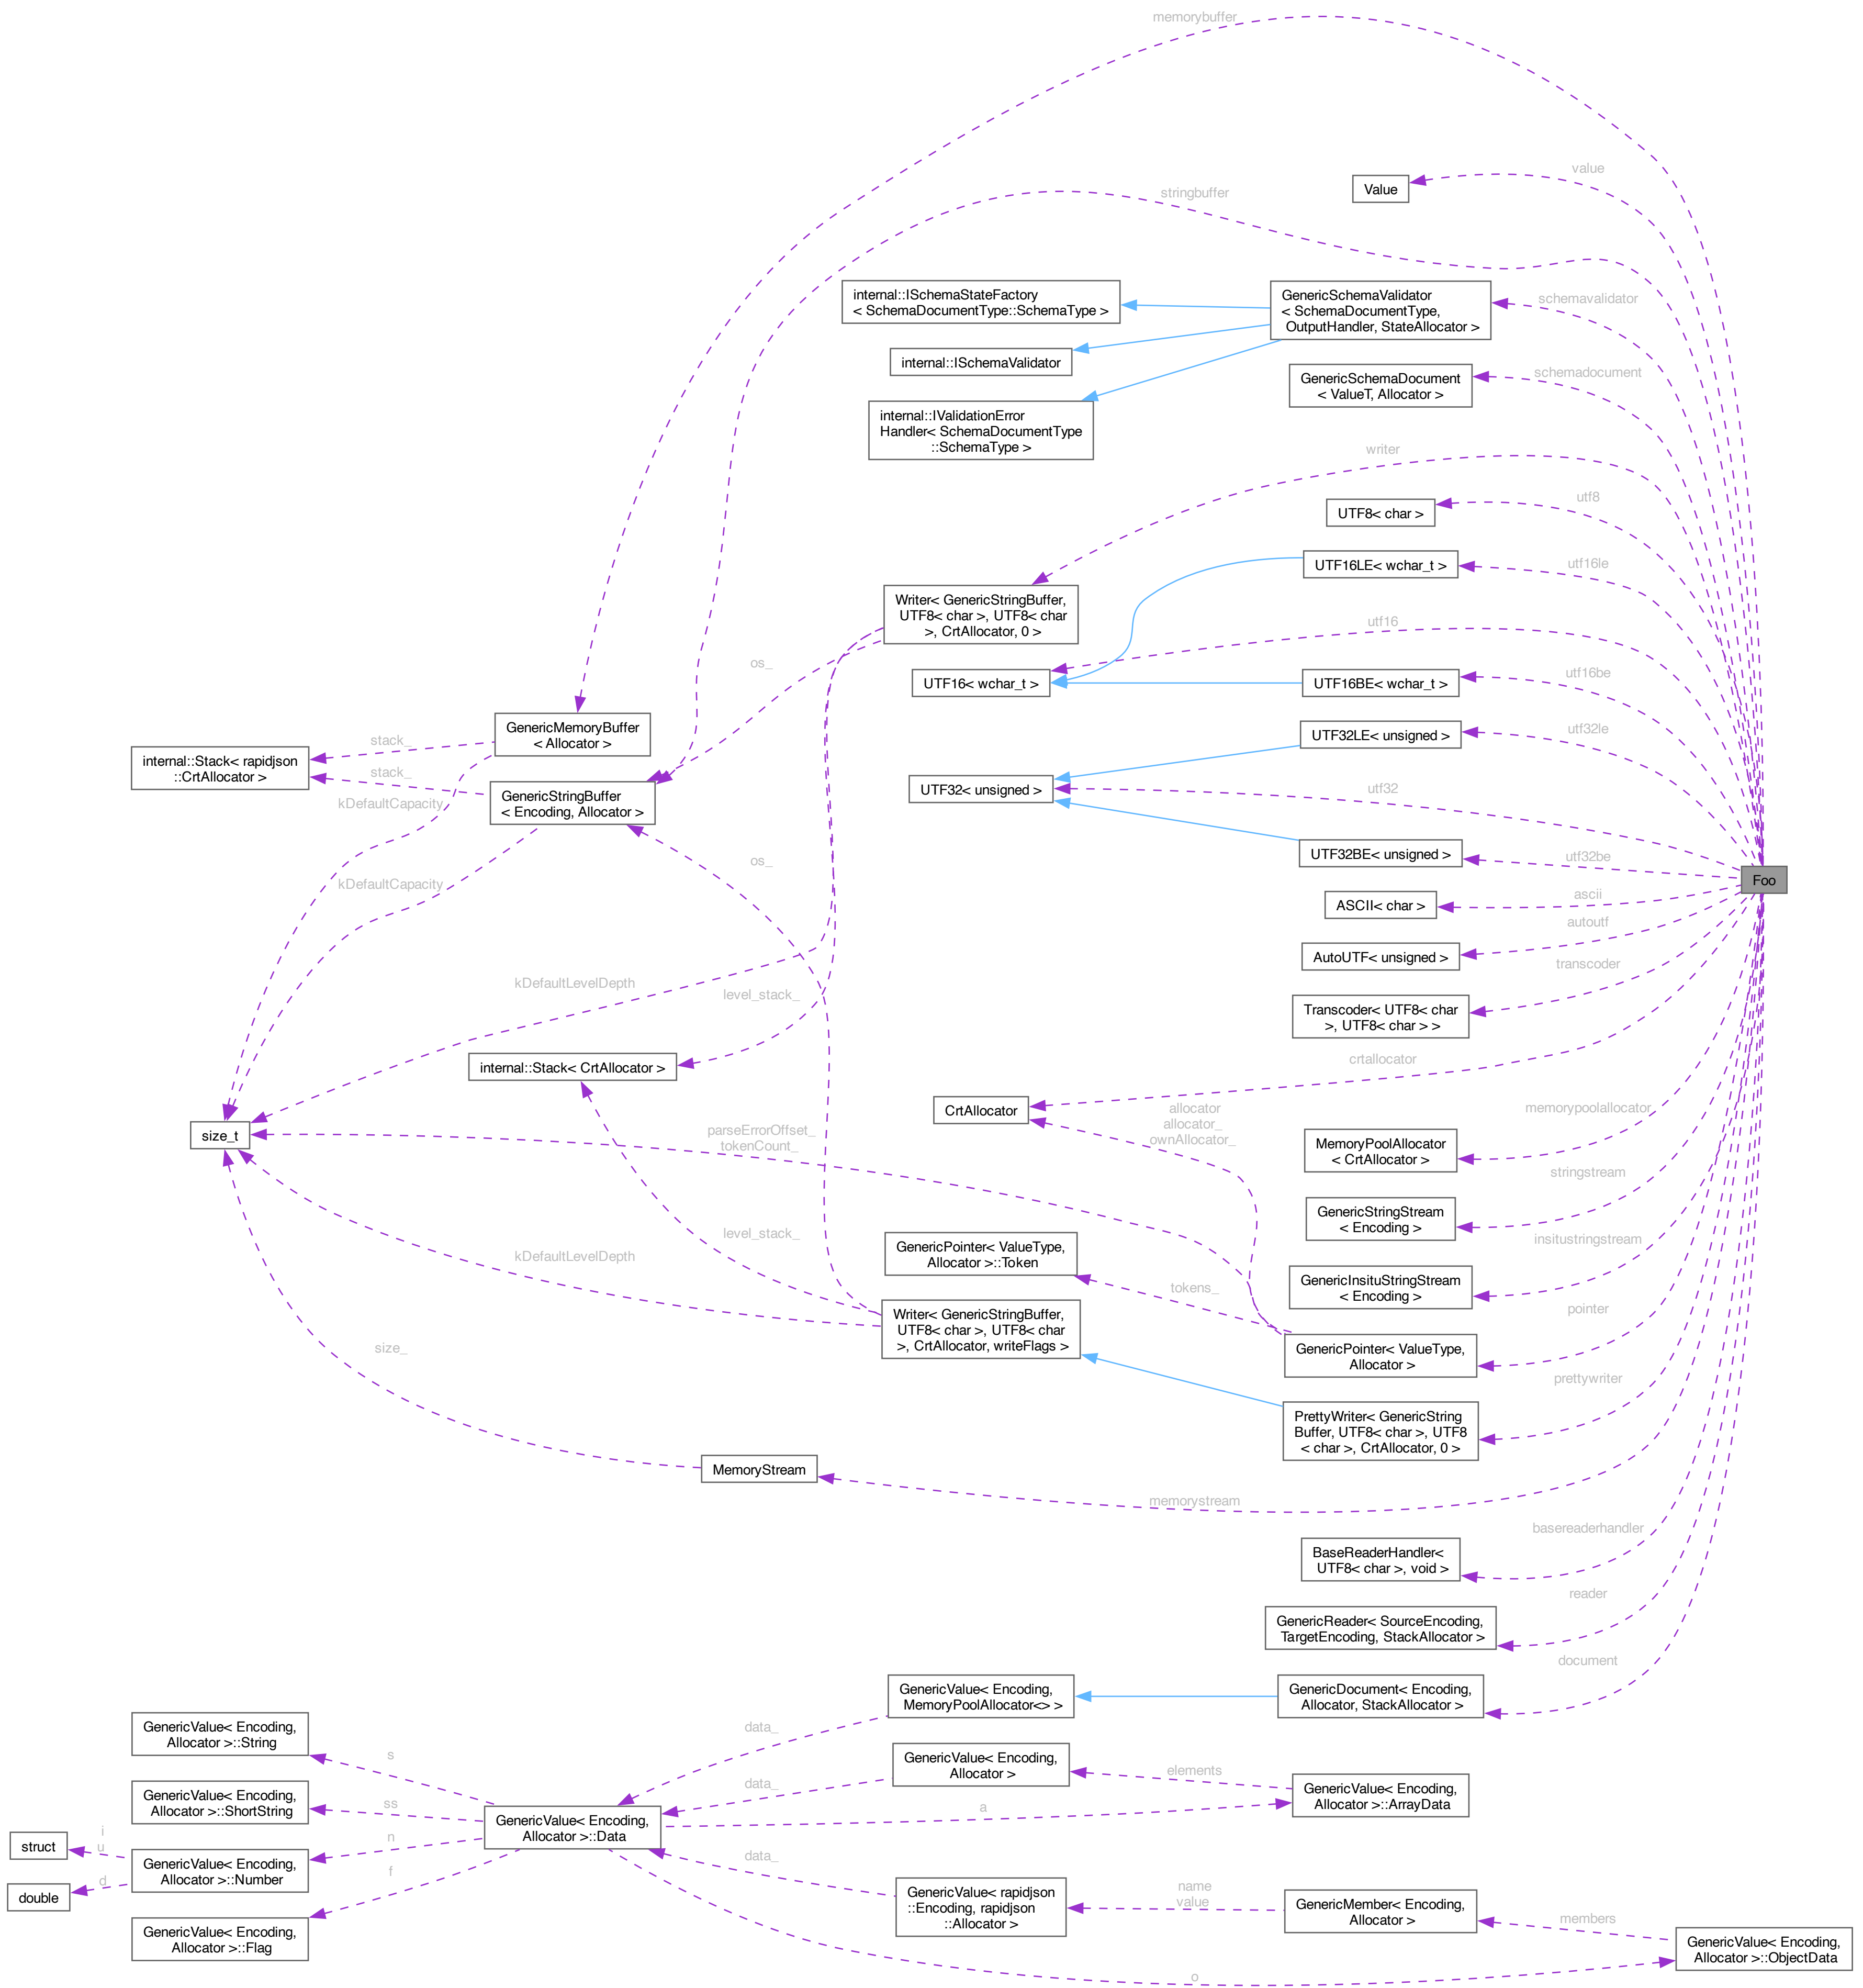 memorybuffer
value
Value
stringbuffer
internal::ISchemaStateFactory
< SchemaDocumentType::SchemaType >
GenericSchemaValidator
< SchemaDocumentType,
OutputHandler, StateAllocator >
schemavalidator
internal::ISchemaValidator
GenericSchemaDocument
< ValueT, Allocator >
schemadocument
internal::IValidationError
Handler< SchemaDocumentType
::SchemaType >
writer
UTF8< char >
utf8
UTF16LE< wchar_t >
utf16le
Writer< GenericStringBuffer,
UTF8< char >, UTF8< char
>, CrtAllocator, 0 >
utf16
os_
UTF16< wchar_t >
UTF16BE< wchar_t >
utf16be
GenericMemoryBuffer
< Allocator >
stack_
internal::Stack< rapidjson
::CrtAllocator >
stack_
UTF32LE< unsigned >
utf32le
GenericStringBuffer
< Encoding, Allocator >
kDefaultCapacity
UTF32< unsigned >
utf32
os_
UTF32BE< unsigned >
utf32be
kDefaultCapacity
Foo
ASCII< char >
ascii
AutoUTF< unsigned >
autoutf
kDefaultLevelDepth
level_stack_
Transcoder< UTF8< char
>, UTF8< char > >
transcoder
internal::Stack< CrtAllocator >
crtallocator
CrtAllocator
allocator
allocator_
ownAllocator_
memorypoolallocator
size_t
parseErrorOffset_
tokenCount_
MemoryPoolAllocator
< CrtAllocator >
stringstream
GenericStringStream
< Encoding >
level_stack_
kDefaultLevelDepth
GenericPointer< ValueType,
Allocator >::Token
insitustringstream
GenericInsituStringStream
< Encoding >
tokens_
Writer< GenericStringBuffer,
UTF8< char >, UTF8< char
>, CrtAllocator, writeFlags >
pointer
GenericPointer< ValueType,
Allocator >
size_
prettywriter
PrettyWriter< GenericString
Buffer, UTF8< char >, UTF8
< char >, CrtAllocator, 0 >
MemoryStream
memorystream
basereaderhandler
BaseReaderHandler<
UTF8< char >, void >
reader
GenericReader< SourceEncoding,
TargetEncoding, StackAllocator >
document
GenericValue< Encoding,
MemoryPoolAllocator<> >
GenericDocument< Encoding,
Allocator, StackAllocator >
GenericValue< Encoding,
Allocator >::String
s
data_
GenericValue< Encoding,
Allocator >
elements
GenericValue< Encoding,
Allocator >::ArrayData
GenericValue< Encoding,
Allocator >::ShortString
ss
data_
a
GenericValue< Encoding,
Allocator >::Data
struct
i
u
GenericValue< Encoding,
Allocator >::Number
n
data_
double
d
f
GenericValue< rapidjson
::Encoding, rapidjson
::Allocator >
name
value
GenericMember< Encoding,
Allocator >
members
GenericValue< Encoding,
Allocator >::Flag
GenericValue< Encoding,
Allocator >::ObjectData
o